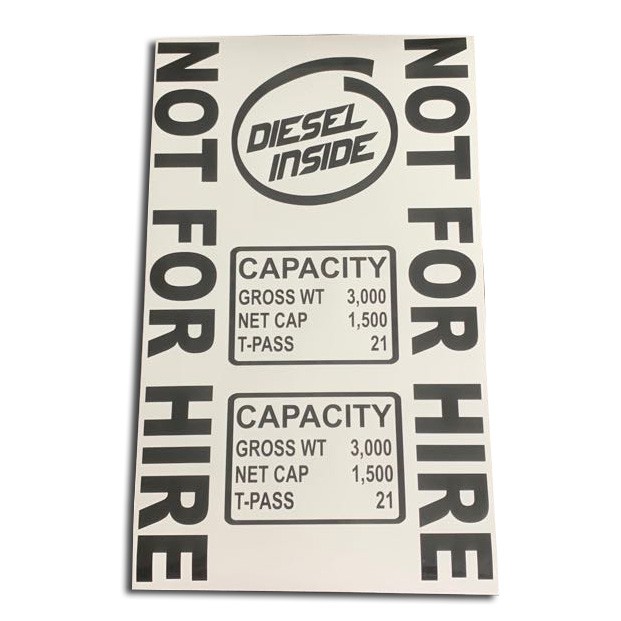 NOT FOR HIRE
DIESEL
INSIDE
CAPACITY
GROSS WT 3,000
NET CAP 1,500
T-PASS 21
CAPACITY
GROSS WT 3,000
NET CAP 1,500
T-PASS 21
NOT FOR HIRE